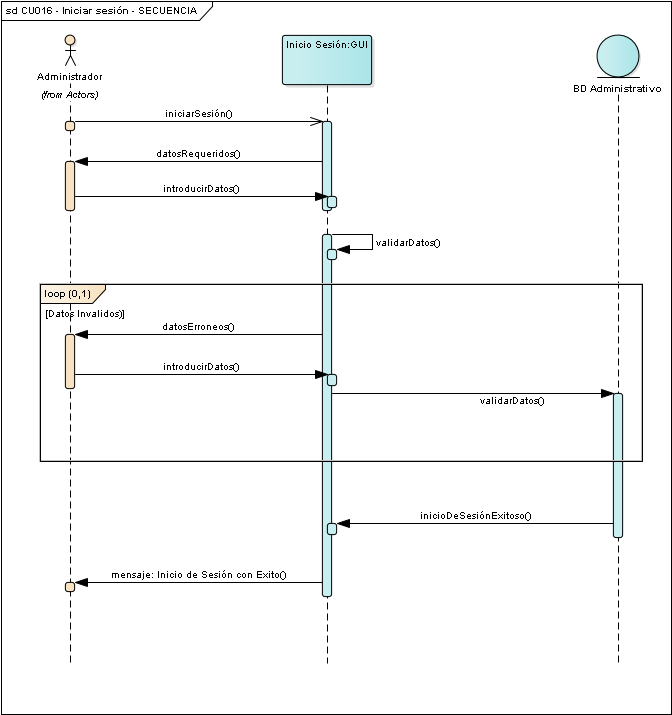 sd CU016 - Iniciar sesión - SECUENCIA
Administrador
(from Actors)
Inicio Sesión:GUI
BD Administrativo
iniciarSesión()
datosRequeridos()
introducirDatos()
validarDatos()
loop (0,1)
[Datos Invalidos)]
datosErroneos()
introducirDatos()
validarDatos()
inicioDeSesiónExitoso()
mensaje: Inicio de Sesión con Exito()